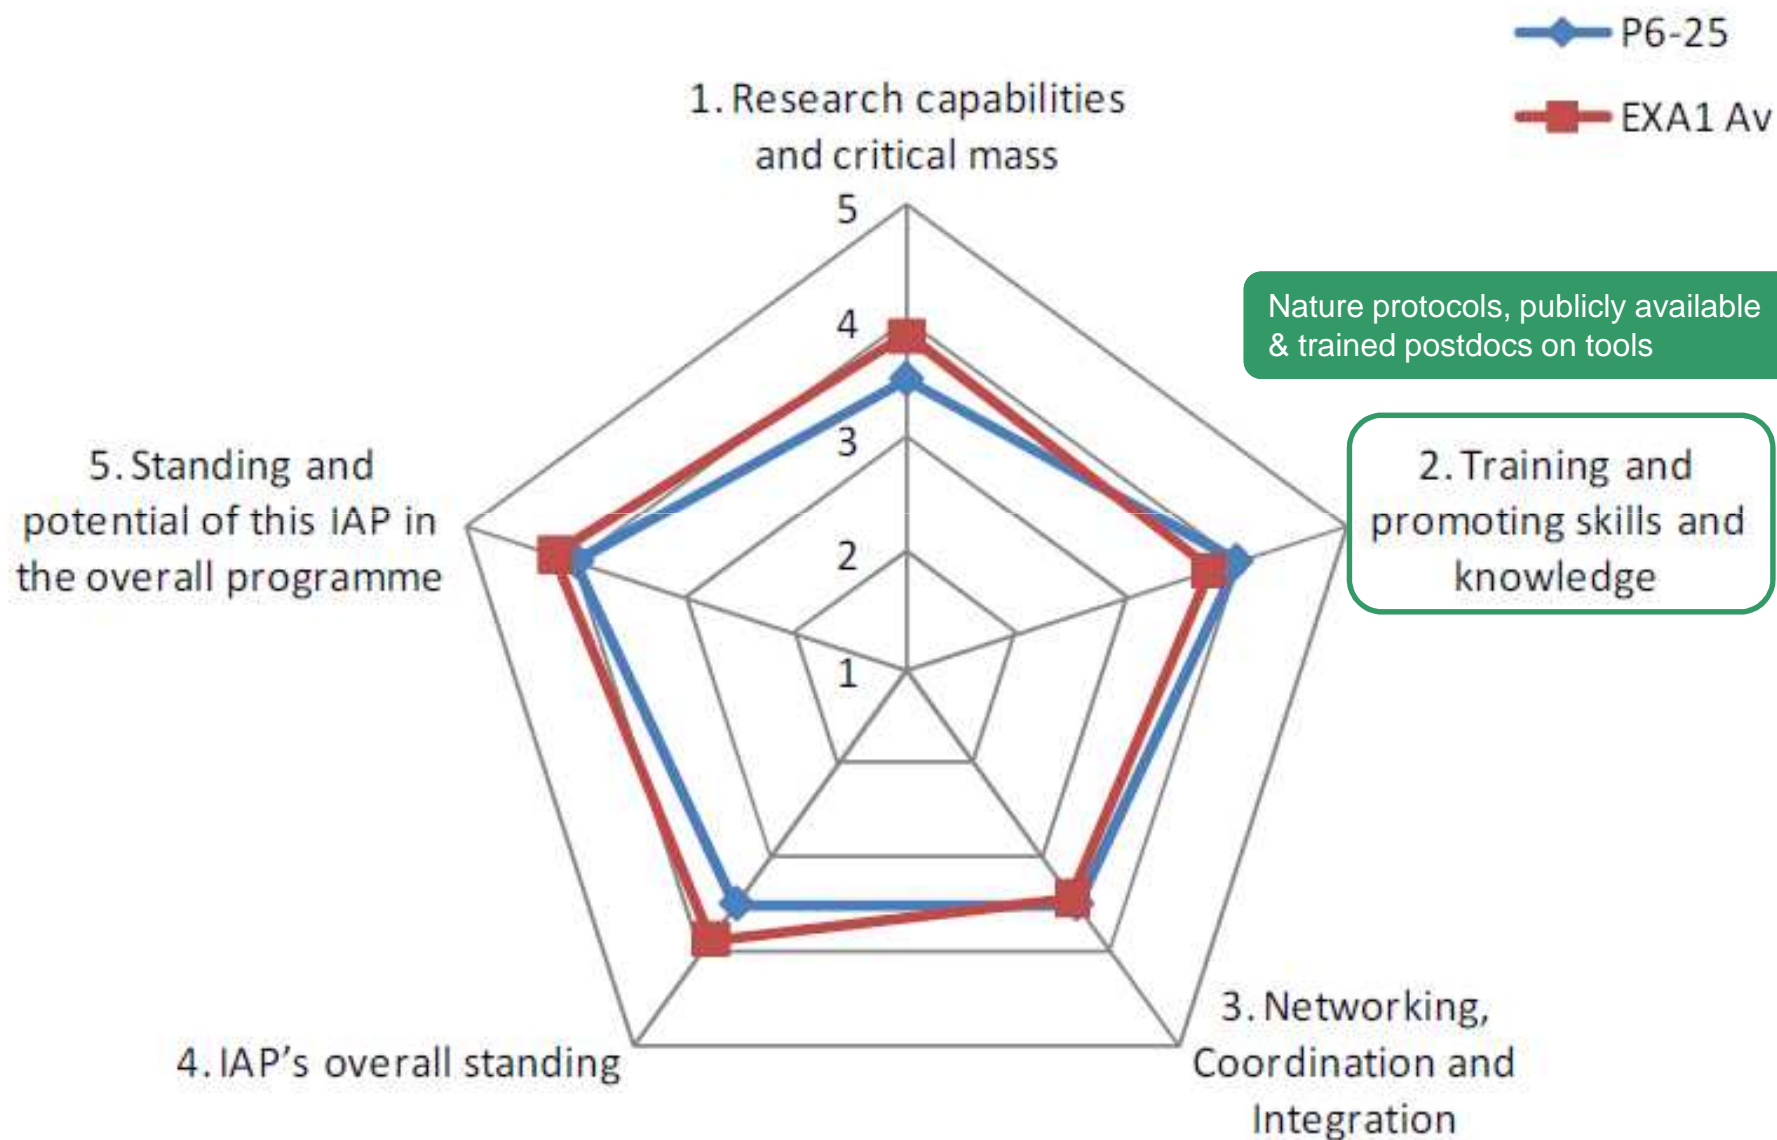 P6-25
EXA1 Av
1. Research capabilities
and critical mass
5
4
3
2
1
Nature protocols, publicly available
& trained postdocs on tools
2. Training and
promoting skills and
knowledge
5. Standing and
potential of this IAP in
the overall programme
3. Networking,
Coordination and
Integration
4. IAP's overall standing